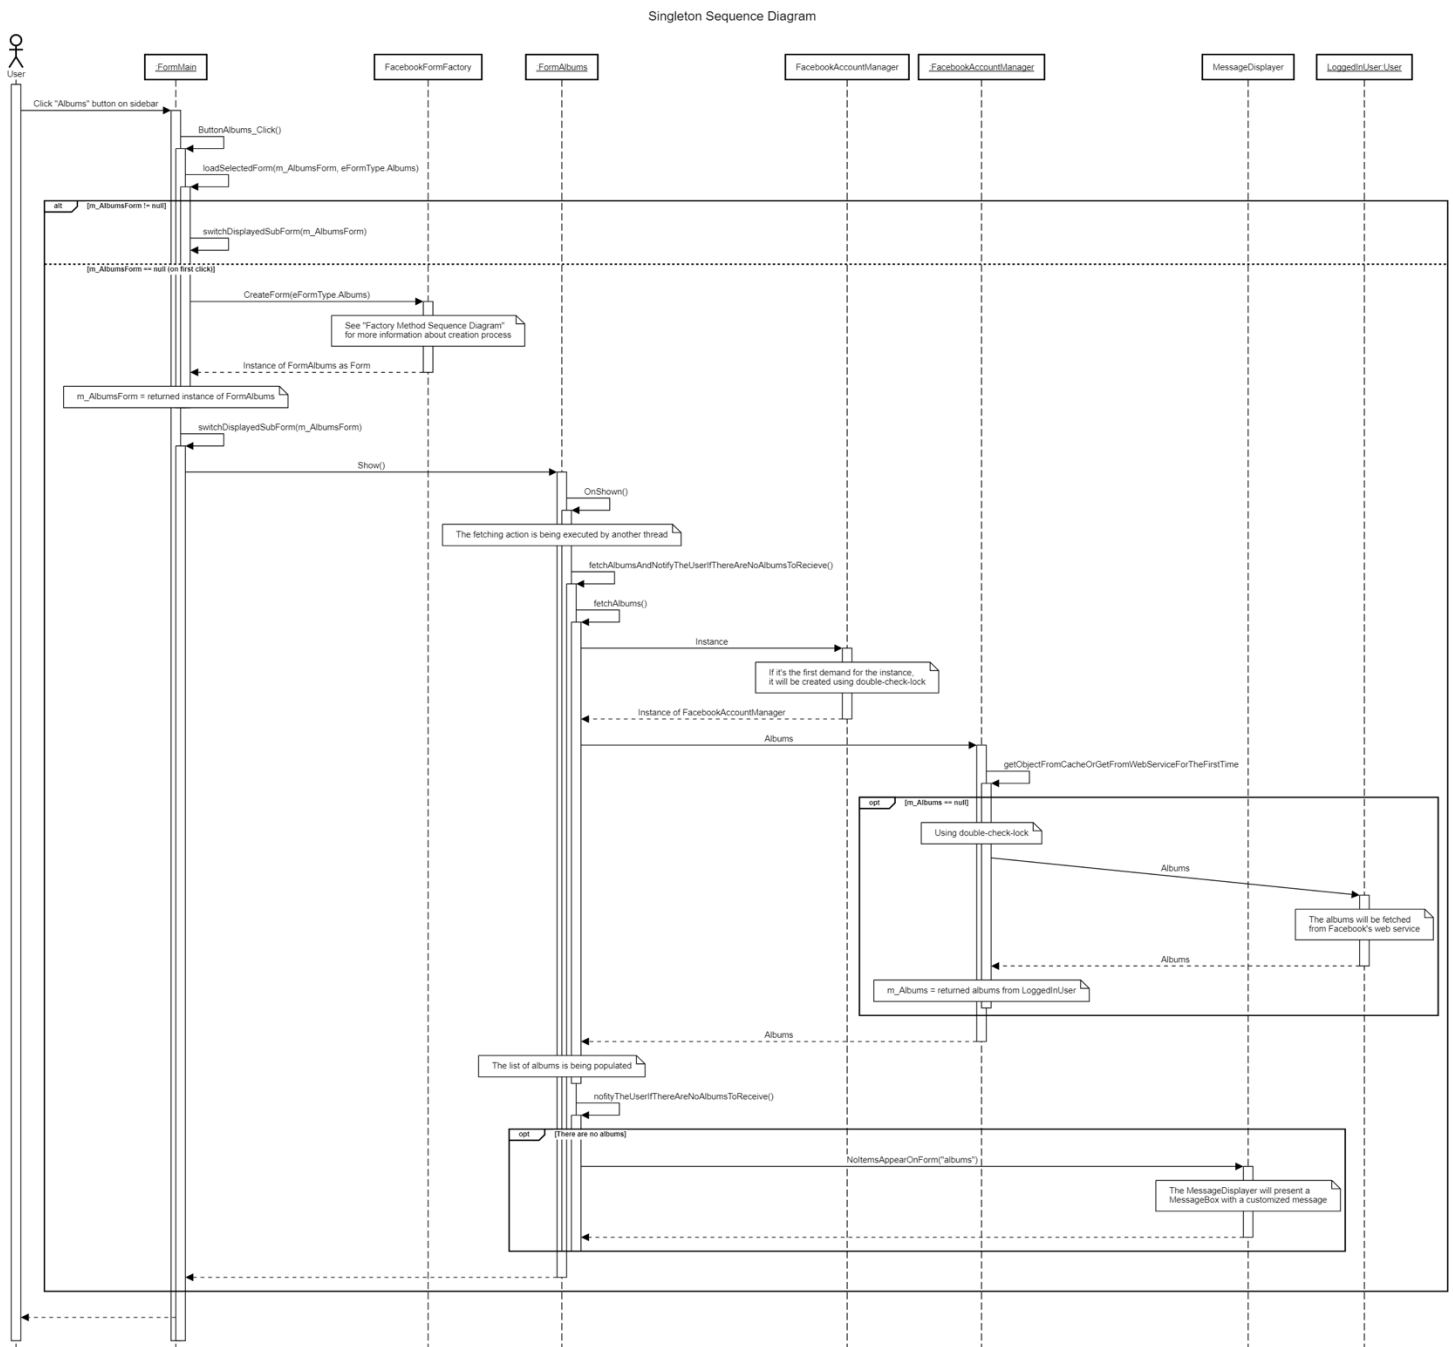 Singleton Sequence Diagram
User
:FormMain
FacebookFormFactory
:FormAlbums
FacebookAccountManager
:FacebookAccountManager
MessageDisplayer
LoggedInUser:User
Click "Albums" button on sidebar
ButtonAlbums_Click()
loadSelectedForm(m_AlbumsForm, eFormType.Albums)
alt
[m_AlbumsForm != null]
switchDisplayedSubForm(m_AlbumsForm)
[m_AlbumsForm == null (on first click)]
CreateForm(eFormType.Albums)
See "Factory Method Sequence Diagram"
for more information about creation process
Instance of FormAlbums as Form
m_AlbumsForm = returned instance of FormAlbums
switchDisplayedSubForm(m_AlbumsForm)
Show()
OnShown()
The fetching action is being executed by another thread
fetchAlbumsAndNotifyTheUserIfThereAreNoAlbumsToRecieve()
fetchAlbums()
Instance
If it's the first demand for the instance,
it will be created using double-check-lock
Instance of FacebookAccountManager
Albums
getObjectFromCacheOrGetFromWebServiceForTheFirstTime
opt
[m_Albums == null]
Using double-check-lock
Albums
The albums will be fetched
from Facebook's web service
Albums
m_Albums = returned albums from LoggedInUser
Albums
The list of albums is being populated
nofityTheUserIfThereAreNoAlbumsToReceive()
opt
[There are no albums]
NoItemsAppearOnForm("albums")
The MessageDisplayer will present a
MessageBox with a customized message